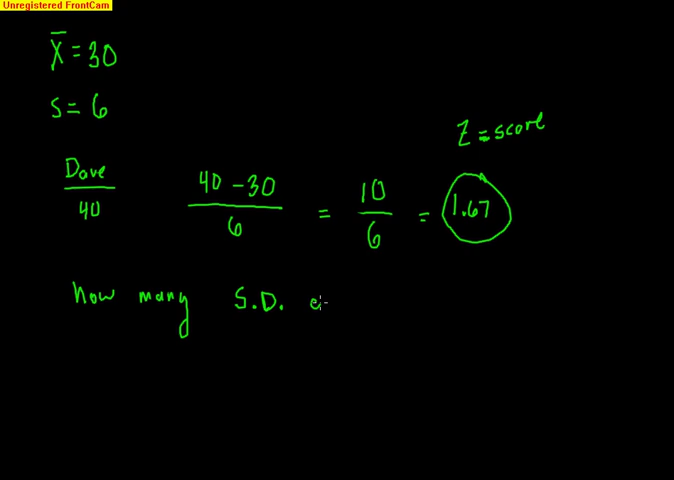 Unregistered FrontCam
X̄ = 30
s = 6
Z = score
Dave
40
40 - 30
6
= 10
6
= 1.67
how many S.D.